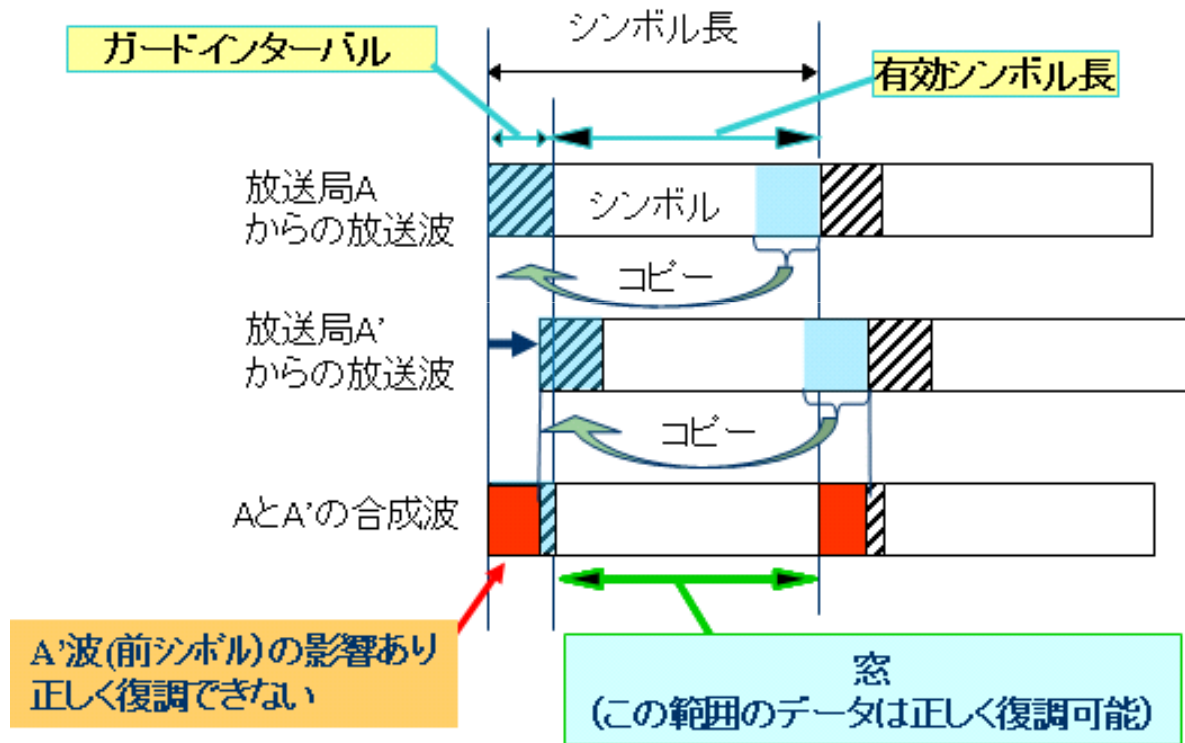 シンボル長
ガードインターバル
有効シンボル長
放送局A
からの放送波
シンボル
コピー
放送局A'
からの放送波
コピー
AとA'の合成波
A'波(前シンボル)の影響あり
正しく復調できない
窓
(この範囲のデータは正しく復調可能)